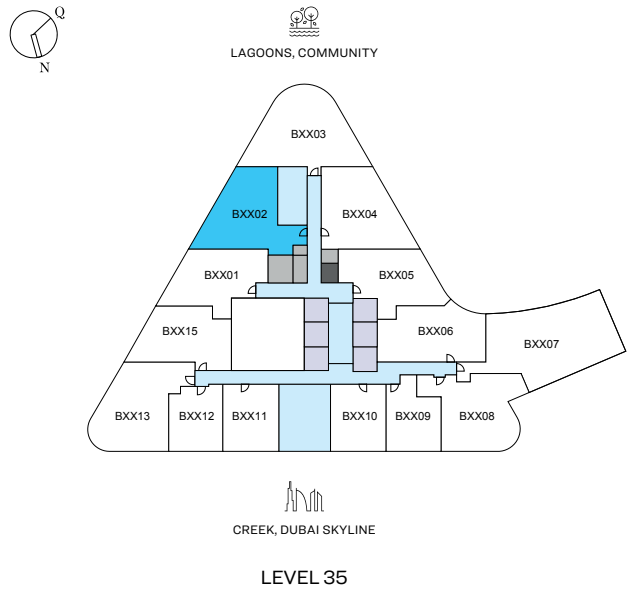 Q
N
LAGOONS, COMMUNITY
BXX03
BXX02
BXX04
BXX01
BXX05
BXX15
BXX06
BXX07
BXX13
BXX12
BXX11
BXX10
BXX09
BXX08
CREEK, DUBAI SKYLINE
LEVEL 35